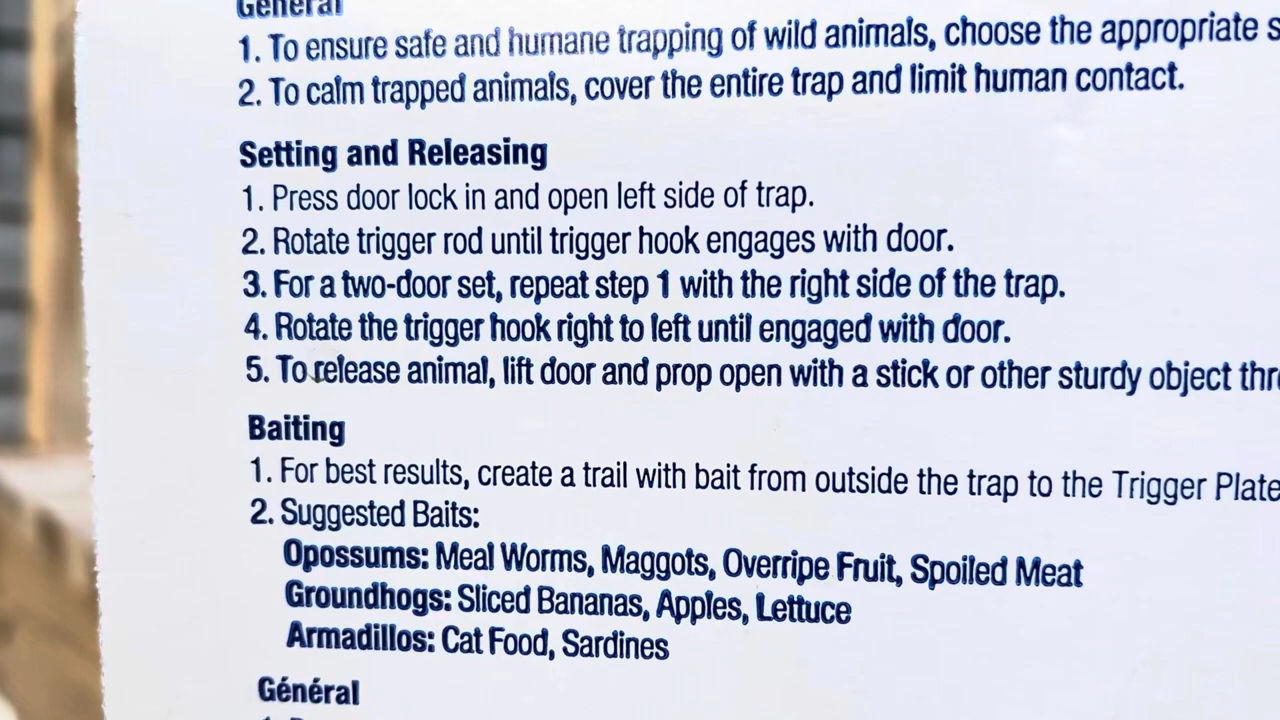 General
1. To ensure safe and humane trapping of wild animals, choose the appropriate
2. To calm trapped animals, cover the entire trap and limit human contact.
Setting and Releasing
1. Press door lock in and open left side of trap.
2. Rotate trigger rod until trigger hook engages with door.
3. For a two-door set, repeat step 1 with the right side of the trap.
4. Rotate the trigger hook right to left until engaged with door.
5. To release animal, lift door and prop open with a stick or other sturdy object
Baiting
1. For best results, create a trail with bait from outside the trap to the Trigger Plate
2. Suggested Baits:
Opossums: Meal Worms, Maggots, Overripe Fruit, Spoiled Meat
Groundhogs: Sliced Bananas, Apples, Lettuce
Armadillos: Cat Food, Sardines
Général